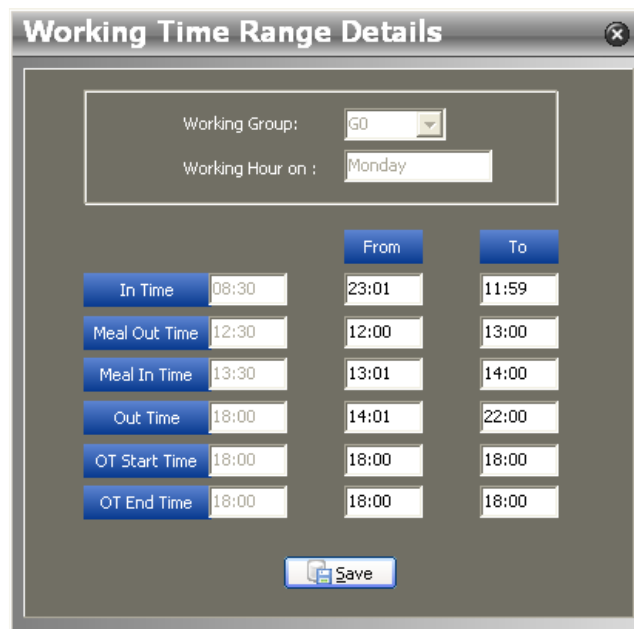 Working Time Range Details
Working Group: G0
Working Hour on : Monday
From To
In Time 08:30 23:01 11:59
Meal Out Time 12:30 12:00 13:00
Meal In Time 13:30 13:01 14:00
Out Time 18:00 14:01 22:00
OT Start Time 18:00 18:00 18:00
OT End Time 18:00 18:00 18:00
Save